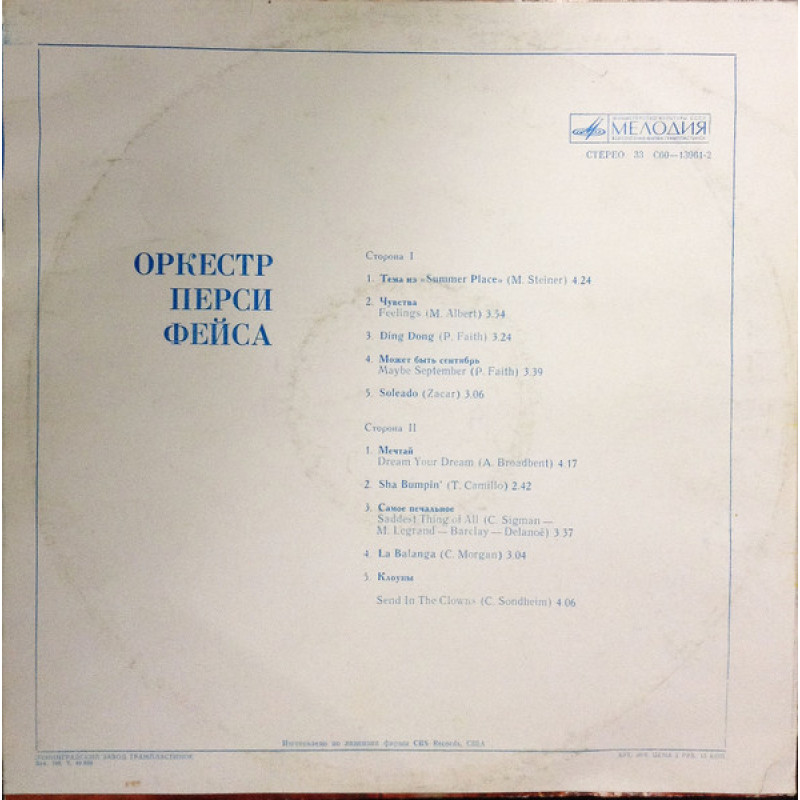 МИНИСТЕРСТВО КУЛЬТУРЫ СССР
МЕЛОДИЯ
СТЕРЕО 33 С60—13961-2
ОРКЕСТР
ПЕРСИ
ФЕЙСА
Сторона I
1. Тема из «Summer Place» (M. Steiner) 4.24
2. Чувства
Feelings (M. Albert) 3.54
3. Ding Dong (P. Faith) 3.24
4. Может быть сентябрь
Maybe September (P. Faith) 3.39
5. Soleado (Zacar) 3.06
Сторона II
1. Мечтай
Dream Your Dream (A. Broadbent) 4.17
2. Sha Bumpin' (T. Camillo) 2.42
3. Самое печальное
Saddest Thing of All (C. Sigman —
M. Legrand — Barclay — Delanoë) 3 37
4. La Balanga (C. Morgan) 3.04
5. Клоуны
Send In The Clowns (C. Sondheim) 4.06
Изготовлено по лицензии фирмы CBS Records, США
ЛЕНИНГРАДСКИЙ ЗАВОД ГРАМПЛАСТИНОК